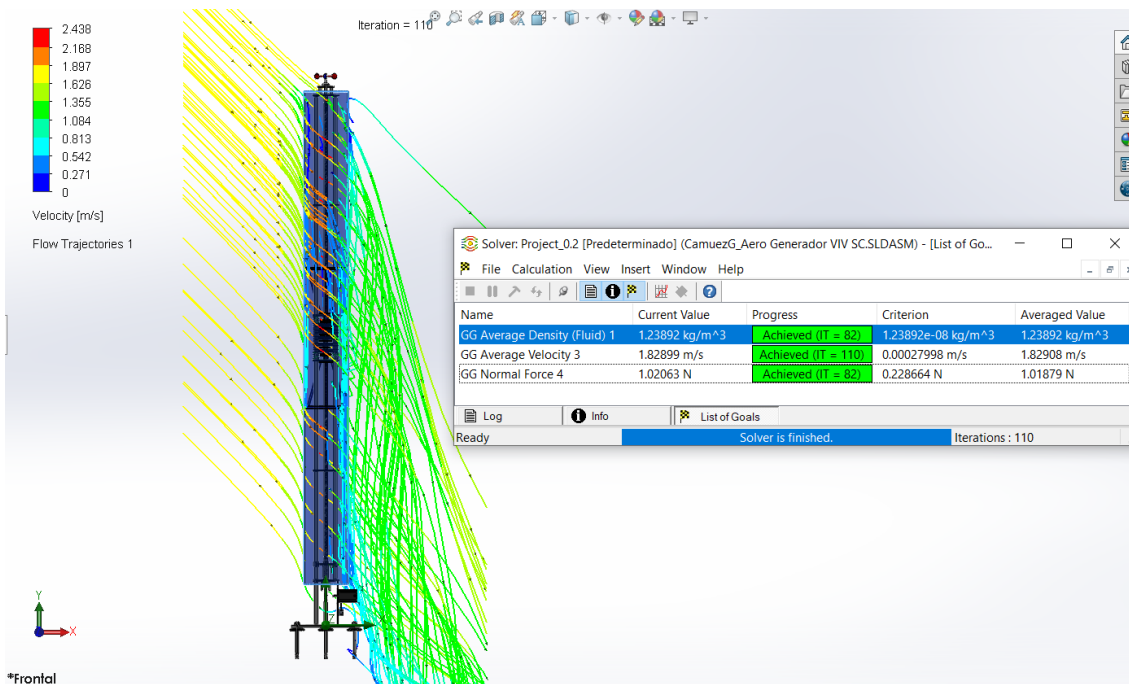 Iteration = 110
2.438
2.168
1.897
1.626
1.355
1.084
0.813
0.542
0.271
0
Velocity [m/s]
Flow Trajectories 1
Solver: Project_0.2 [Predeterminado] (CamuezG_Aero Generador VIV SC.SLDASM) - [List of Go...
File Calculation View Insert Window Help
Name Current Value Progress Criterion Averaged Value
GG Average Density (Fluid) 1 1.23892 kg/m^3 Achieved (IT = 82) 1.23892e-08 kg/m^3 1.23892 kg/m^3
GG Average Velocity 3 1.82899 m/s Achieved (IT = 110) 0.00027998 m/s 1.82908 m/s
GG Normal Force 4 1.02063 N Achieved (IT = 82) 0.228664 N 1.01879 N
Log Info List of Goals
Ready Solver is finished. Iterations : 110
Y
X
*Frontal